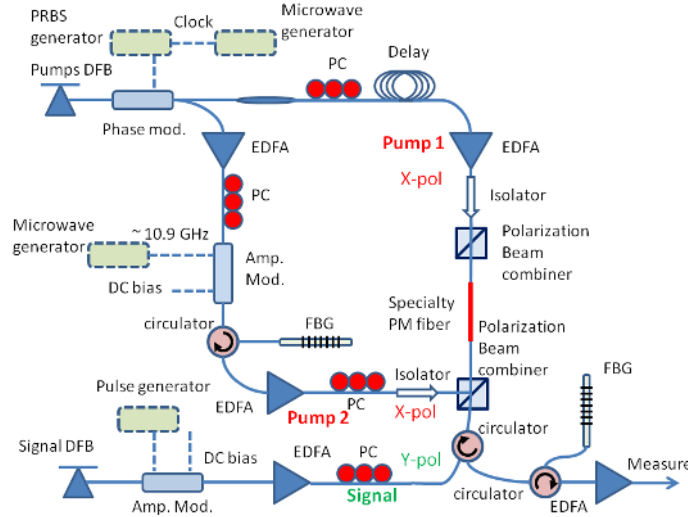 PRBS
generator
Clock
Microwave
generator
Pumps DFB
PC
Delay
Phase mod.
EDFA
Pump 1
EDFA
X-pol
PC
Isolator
Microwave
generator
~ 10.9 GHz
Amp.
Mod.
Polarization
Beam
combiner
DC bias
Specialty
PM fiber
circulator
FBG
Polarization
Beam
combiner
FBG
Pulse generator
Isolator
EDFA
Pump 2
PC
X-pol
circulator
Signal DFB
DC bias
EDFA
PC
Y-pol
Measure
Amp. Mod.
Signal
circulator
EDFA